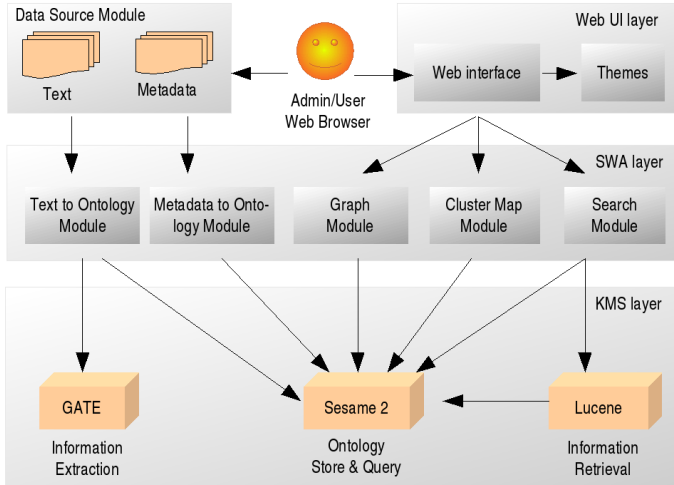 Data Source Module
Text
Metadata
Admin/User
Web Browser
Web UI layer
Web interface
Themes
SWA layer
Text to Ontology
Module
Metadata to Onto-
logy Module
Graph
Module
Cluster Map
Module
Search
Module
KMS layer
GATE
Information
Extraction
Sesame 2
Ontology
Store & Query
Lucene
Information
Retrieval